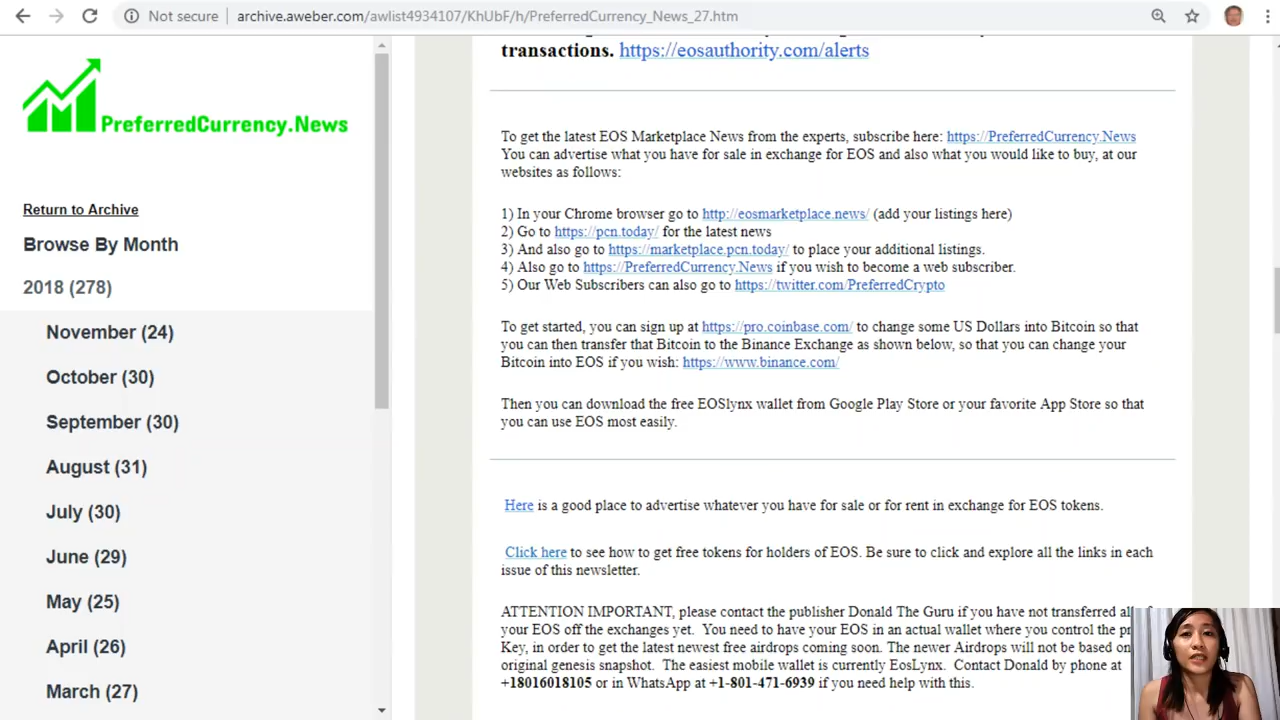 Not secure
archive.aweber.com/awlist4934107/KhUbF/h/PreferredCurrency_News_27.htm
PreferredCurrency.News
Return to Archive
Browse By Month
2018 (278)
November (24)
October (30)
September (30)
August (31)
July (30)
June (29)
May (25)
April (26)
March (27)
transactions. https://eosauthority.com/alerts
To get the latest EOS Marketplace News from the experts, subscribe here: https://PreferredCurrency.News
You can advertise what you have for sale in exchange for EOS and also what you would like to buy, at our
websites as follows:
1) In your Chrome browser go to http://eosmarketplace.news/ (add your listings here)
2) Go to https://pcn.today/ for the latest news
3) And also go to https://marketplace.pcn.today/ to place your additional listings.
4) Also go to https://PreferredCurrency.News if you wish to become a web subscriber.
5) Our Web Subscribers can also go to https://twitter.com/PreferredCrypto
To get started, you can sign up at https://pro.coinbase.com/ to change some US Dollars into Bitcoin so that
you can then transfer that Bitcoin to the Binance Exchange as shown below, so that you can change your
Bitcoin into EOS if you wish: https://www.binance.com/
Then you can download the free EOSlynx wallet from Google Play Store or your favorite App Store so that
you can use EOS most easily.
Here is a good place to advertise whatever you have for sale or for rent in exchange for EOS tokens.
Click here to see how to get free tokens for holders of EOS. Be sure to click and explore all the links in each
issue of this newsletter.
ATTENTION IMPORTANT, please contact the publisher Donald The Guru if you have not transferred
your EOS off the exchanges yet. You need to have your EOS in an actual wallet where you control the
Key, in order to get the latest newest free airdrops coming soon. The newer Airdrops will not be based on
original genesis snapshot. The easiest mobile wallet is currently EosLynx. Contact Donald by phone at
+18016018105 or in WhatsApp at +1-801-471-6939 if you need help with this.